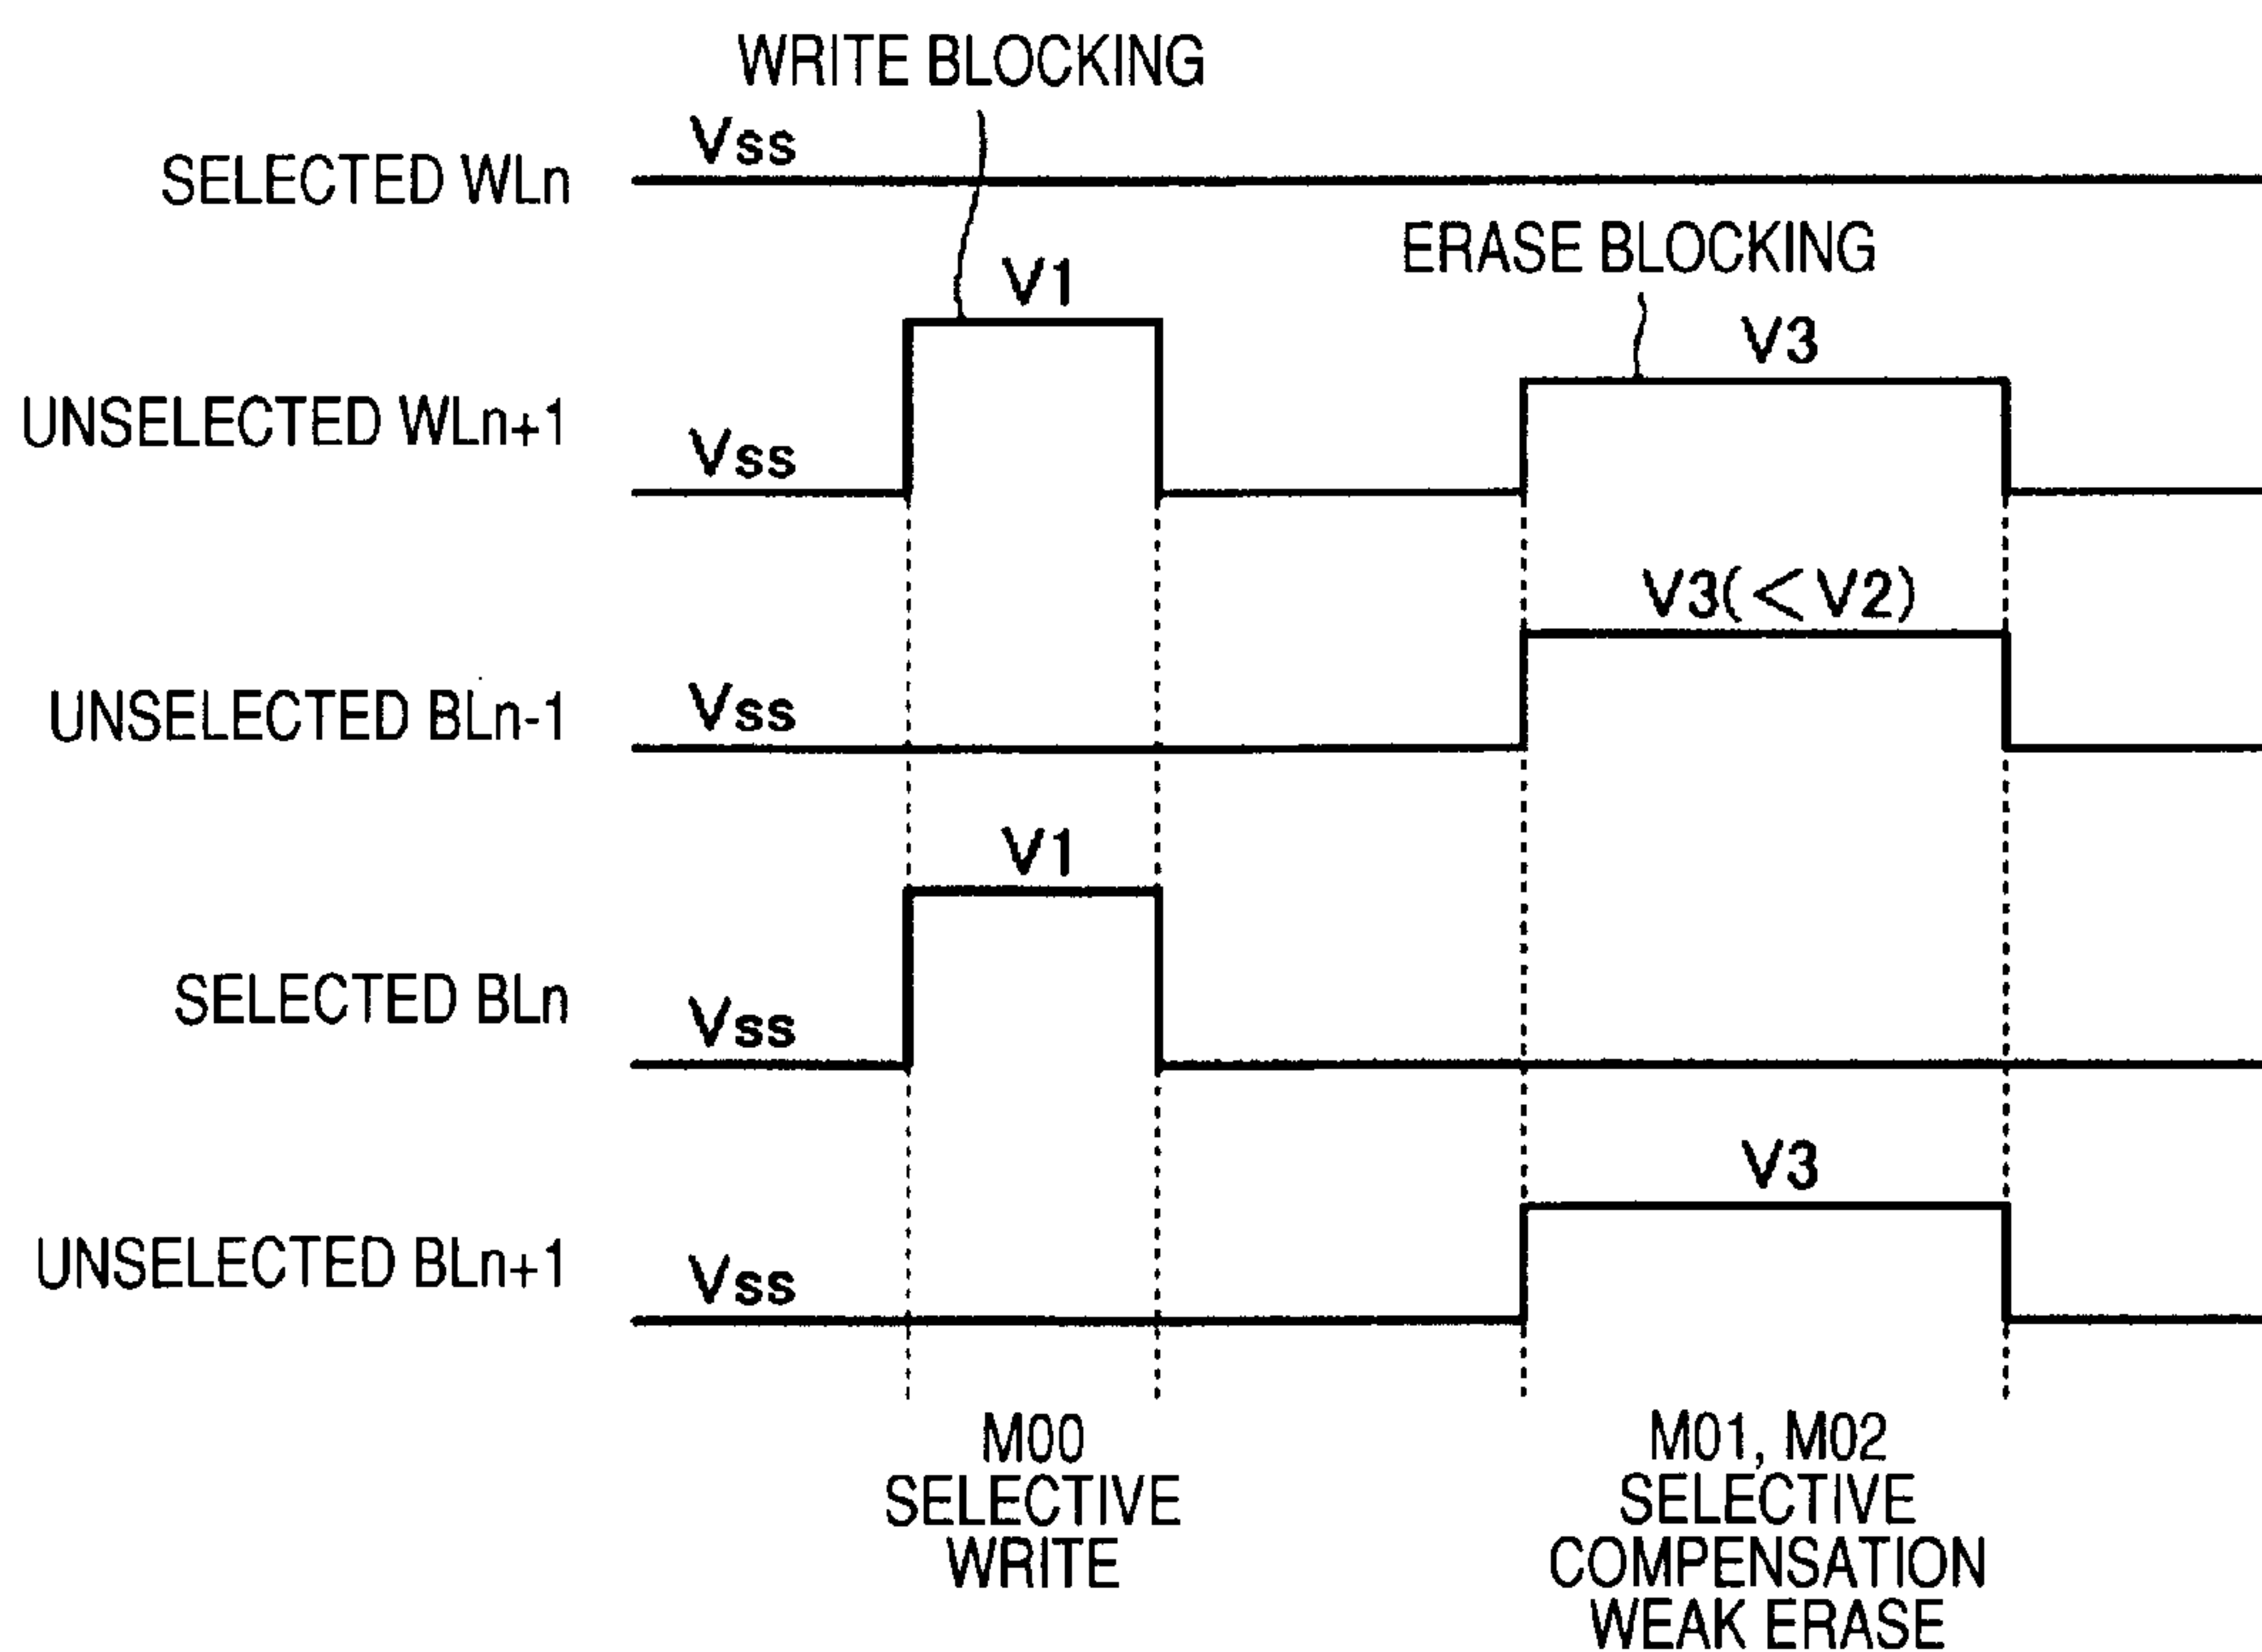 WRITE BLOCKING
SELECTED WLn
Vss
ERASE BLOCKING
UNSELECTED WLn+1
Vss
V1
V3
UNSELECTED BLn-1
Vss
V3(<V2)
SELECTED BLn
Vss
V1
UNSELECTED BLn+1
Vss
V3
M00
SELECTIVE
WRITE
M01, M02
SELECTIVE
COMPENSATION
WEAK ERASE